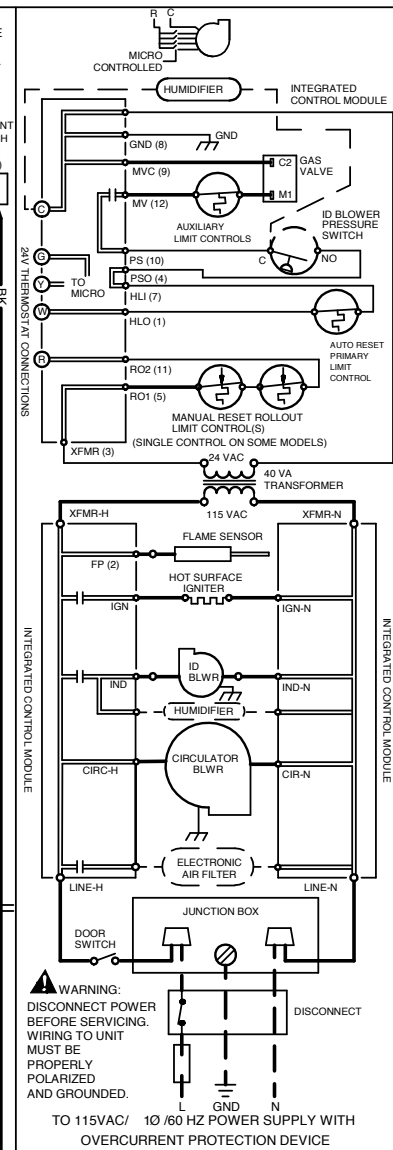 R C
MICRO
CONTROLLED
HUMIDIFIER
INTEGRATED
CONTROL MODULE
GND (8)
GND
MVC (9)
C2
GAS
VALVE
MV (12)
M1
AUXILIARY
LIMIT CONTROLS
ID BLOWER
PRESSURE
SWITCH
C
NO
C
G
Y
W
R
24V THERMOSTAT CONNECTIONS
TO
MICRO
PS (10)
PSO (4)
HLI (7)
HLO (1)
AUTO RESET
PRIMARY
LIMIT
CONTROL
RO2 (11)
RO1 (5)
MANUAL RESET ROLLOUT
LIMIT CONTROL(S)
(SINGLE CONTROL ON SOME MODELS)
XFMR (3)
24 VAC
40 VA
TRANSFORMER
115 VAC
XFMR-H
XFMR-N
FLAME SENSOR
FP (2)
HOT SURFACE
IGNITER
IGN
IGN-N
INTEGRATED CONTROL MODULE
INTEGRATED CONTROL MODULE
ID
BLWR
IND
IND-N
HUMIDIFIER
CIRCULATOR
BLWR
CIRC-H
CIR-N
ELECTRONIC
AIR FILTER
LINE-H
LINE-N
JUNCTION BOX
DOOR
SWITCH
WARNING:
DISCONNECT POWER
BEFORE SERVICING.
WIRING TO UNIT
MUST BE
PROPERLY
POLARIZED
AND GROUNDED.
DISCONNECT
L GND N
TO 115VAC/ 1Ø /60 HZ POWER SUPPLY WITH
OVERCURRENT PROTECTION DEVICE